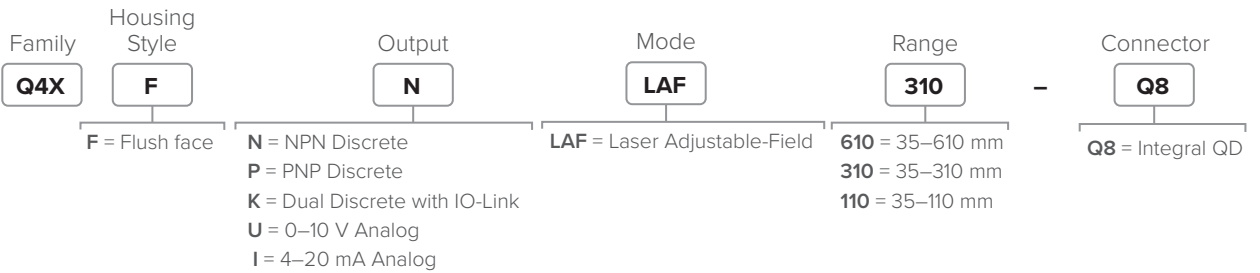 Family
Housing
Style
Output
Mode
Range
Connector
Q4X
F
N
LAF
310
–
Q8
F = Flush face
N = NPN Discrete
P = PNP Discrete
K = Dual Discrete with IO-Link
U = 0–10 V Analog
I = 4–20 mA Analog
LAF = Laser Adjustable-Field
610 = 35–610 mm
310 = 35–310 mm
110 = 35–110 mm
Q8 = Integral QD